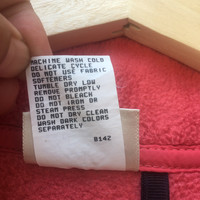 MACHINE WASH COLD
DELICATE CYCLE
DO NOT USE FABRIC
SOFTENERS
TUMBLE DRY LOW
REMOVE PROMPTLY
DO NOT BLEACH
DO NOT IRON OR
STEAM PRESS
DO NOT DRY CLEAN
WASH DARK COLORS
SEPARATELY
R142